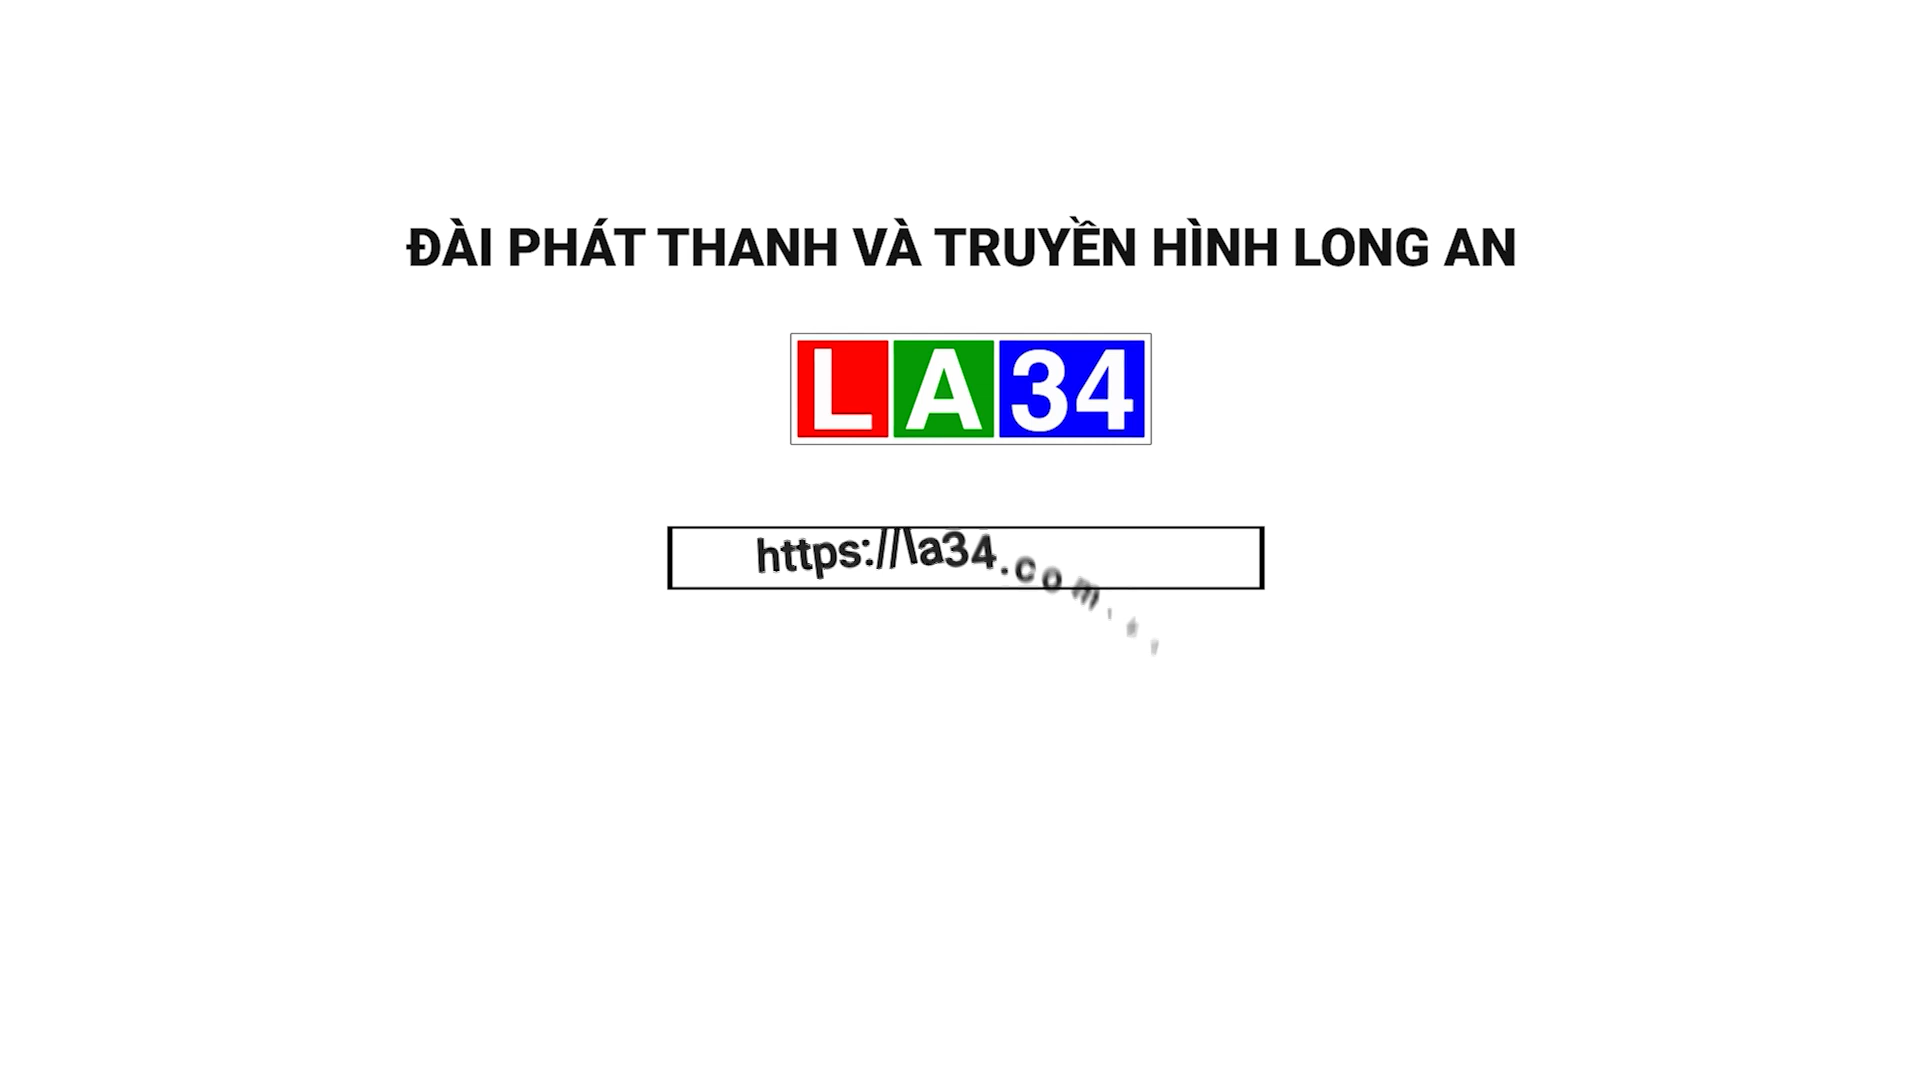 ĐÀI PHÁT THANH VÀ TRUYỀN HÌNH LONG AN
LA34
https://la34.com